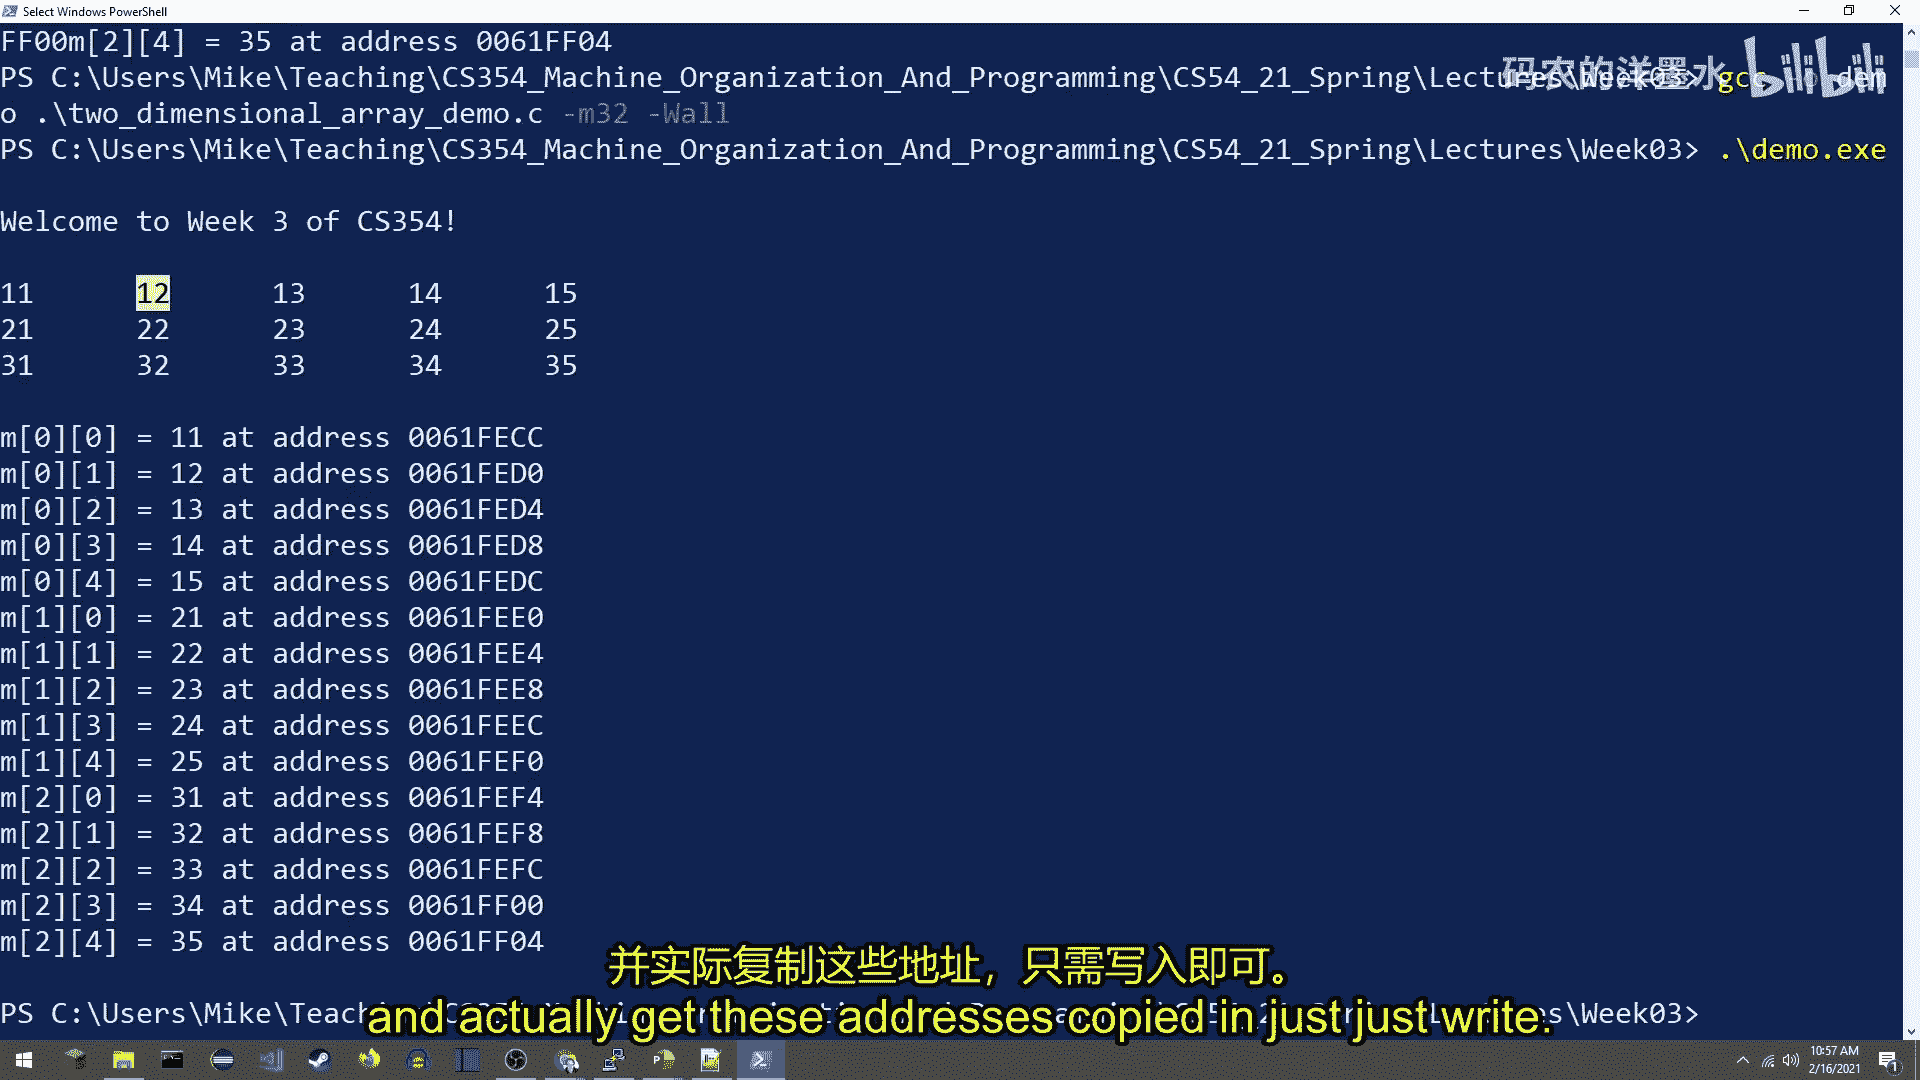 Select Windows PowerShell
FF00m[2][4] = 35 at address 0061FF04
PS C:\Users\Mike\Teaching\CS354_Machine_Organization_And_Programming\CS54_21_Spring\Lectures\Week03> gcc -o dem
码农的洋墨水 bilibili
o .\two_dimensional_array_demo.c -m32 -Wall
PS C:\Users\Mike\Teaching\CS354_Machine_Organization_And_Programming\CS54_21_Spring\Lectures\Week03> .\demo.exe
Welcome to Week 3 of CS354!
11 12 13 14 15
21 22 23 24 25
31 32 33 34 35
m[0][0] = 11 at address 0061FECC
m[0][1] = 12 at address 0061FED0
m[0][2] = 13 at address 0061FED4
m[0][3] = 14 at address 0061FED8
m[0][4] = 15 at address 0061FEDC
m[1][0] = 21 at address 0061FEE0
m[1][1] = 22 at address 0061FEE4
m[1][2] = 23 at address 0061FEE8
m[1][3] = 24 at address 0061FEEC
m[1][4] = 25 at address 0061FEF0
m[2][0] = 31 at address 0061FEF4
m[2][1] = 32 at address 0061FEF8
m[2][2] = 33 at address 0061FEFC
m[2][3] = 34 at address 0061FF00
m[2][4] = 35 at address 0061FF04
并实际复制这些地址，只需写入即可。
PS C:\Users\Mike\Teac
\Week03>
and actually get these addresses copied in just just write.
10:57 AM
2/16/2021